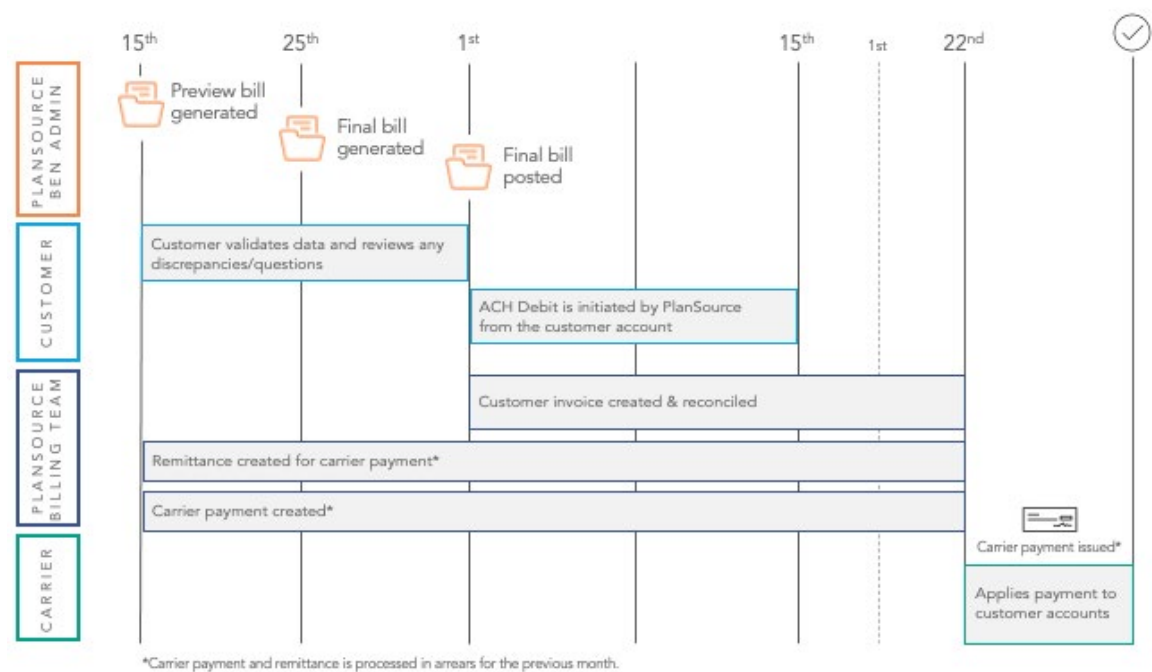 15th
25th
1st
15th
1st
22nd
PLANSOURCE
BEN ADMIN
Preview bill
generated
Final bill
generated
Final bill
posted
CUSTOMER
Customer validates data and reviews any
discrepancies/questions
ACH Debit is initiated by PlanSource
from the customer account
PLANSOURCE
BILLING TEAM
Customer invoice created & reconciled
Remittance created for carrier payment*
Carrier payment created*
CARRIER
Carrier payment issued*
Applies payment to
customer accounts
*Carrier payment and remittance is processed in arrears for the previous month.